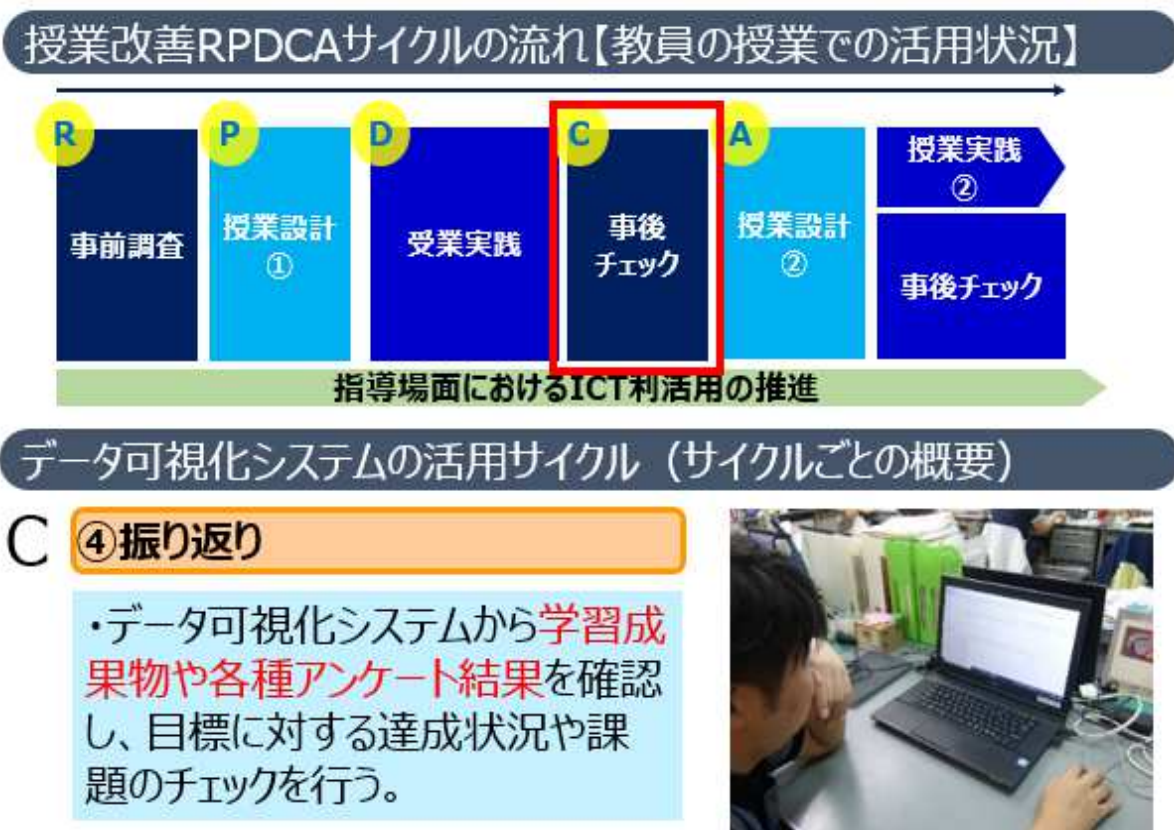 授業改善RPDCAサイクルの流れ【教員の授業での活用状況】
R
P
D
C
A
事前調査
授業設計
①
受業実践
事後
チェック
授業設計
②
授業実践
②
事後チェック
指導場面におけるICT利活用の推進
データ可視化システムの活用サイクル（サイクルごとの概要）
C
④振り返り
・データ可視化システムから学習成
果物や各種アンケート結果を確認
し、目標に対する達成状況や課
題のチェックを行う。